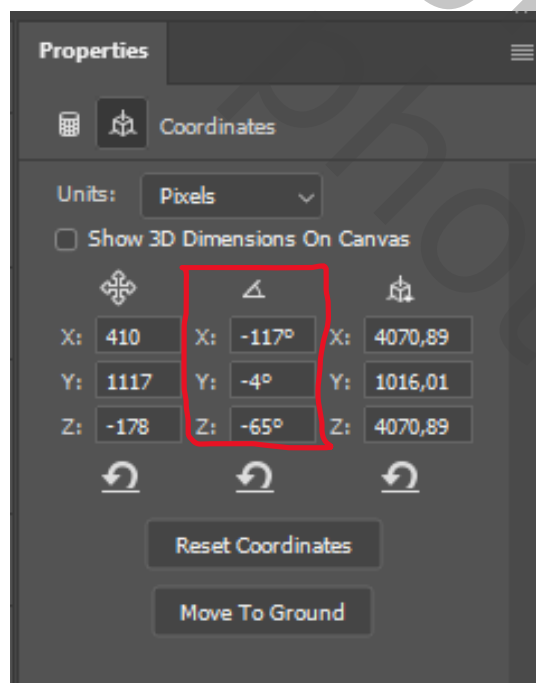 Properties
Coordinates
Units: Pixels
Show 3D Dimensions On Canvas
X: 410 X: -117° X: 4070,89
Y: 1117 Y: -4° Y: 1016,01
Z: -178 Z: -65° Z: 4070,89
Reset Coordinates
Move To Ground